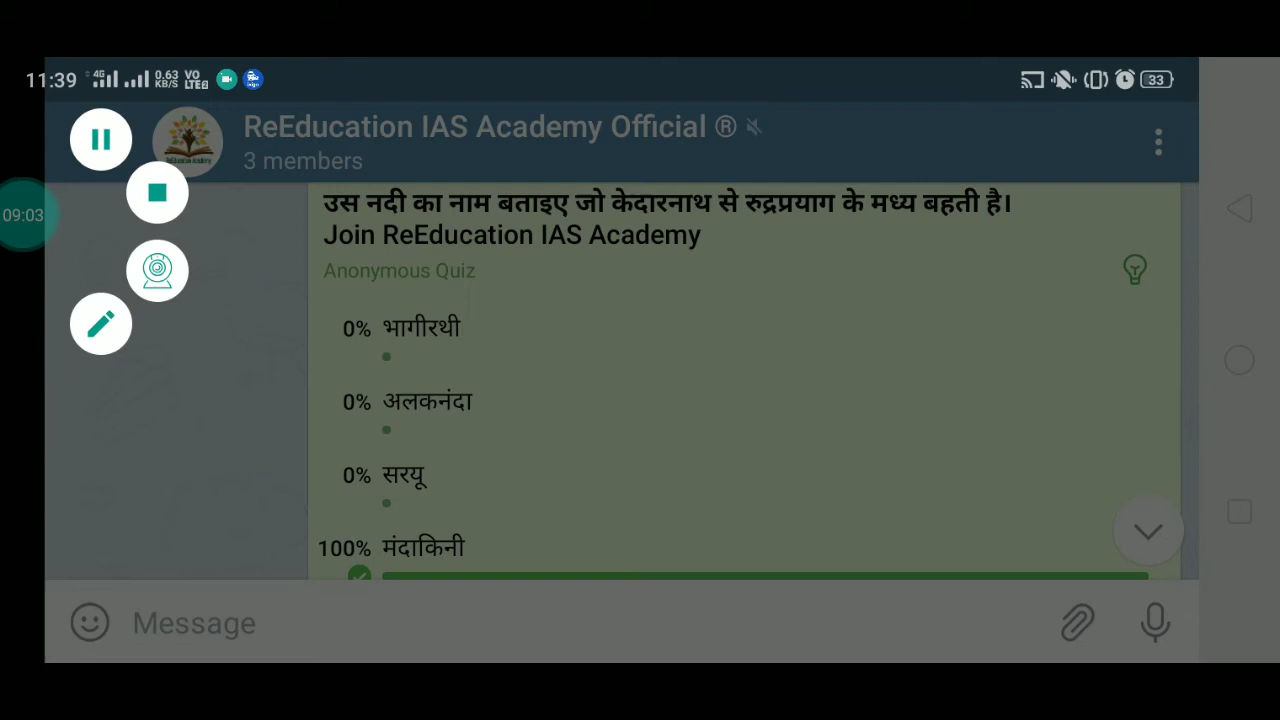 11:39 4G 0.63 KB/S VO LTE2 33
ReEducation IAS Academy Official ®
3 members
09:03
उस नदी का नाम बताइए जो केदारनाथ से रुद्रप्रयाग के मध्य बहती है।
Join ReEducation IAS Academy
Anonymous Quiz
0% भागीरथी
0% अलकनंदा
0% सरयू
100% मंदाकिनी
Message